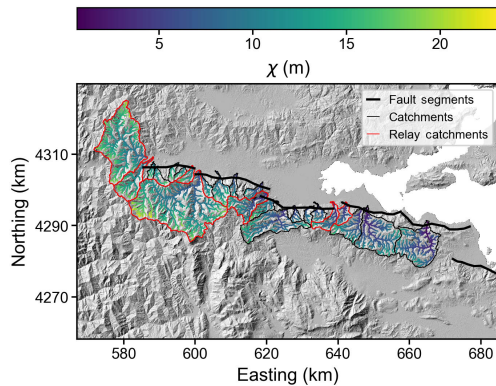 5 10 15 20
χ (m)
Fault segments
Catchments
Relay catchments
4310
4290
4270
Northing (km)
580 600 620 640 660 680
Easting (km)